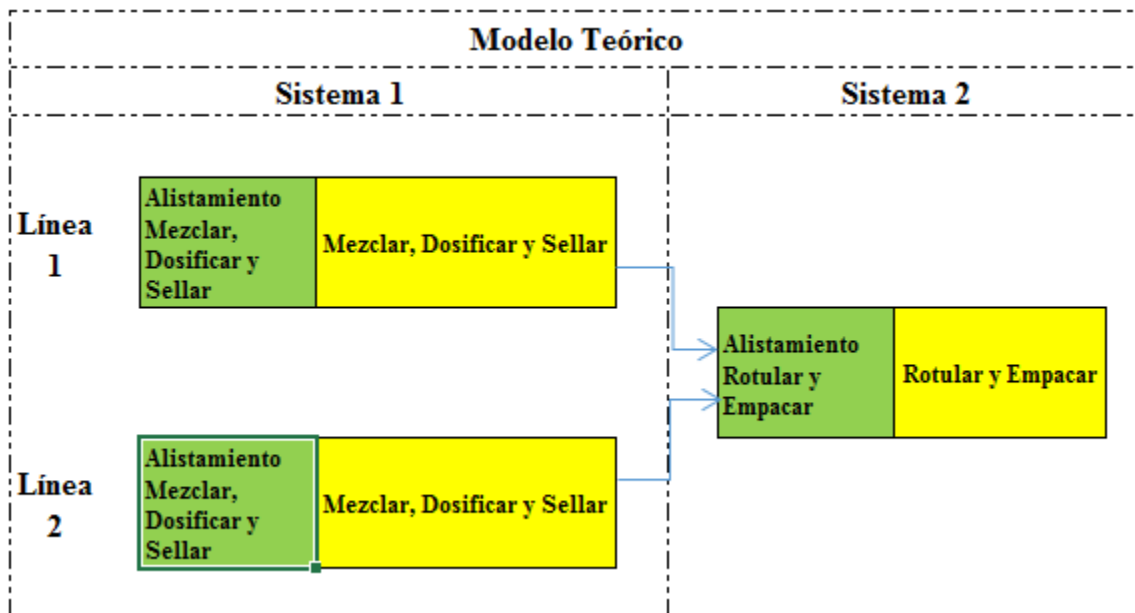 Modelo Teórico
Sistema 1
Sistema 2
Línea
1
Alistamiento
Mezclar,
Dosificar y
Sellar
Mezclar, Dosificar y Sellar
Alistamiento
Rotular y
Empacar
Rotular y Empacar
Línea
2
Alistamiento
Mezclar,
Dosificar y
Sellar
Mezclar, Dosificar y Sellar